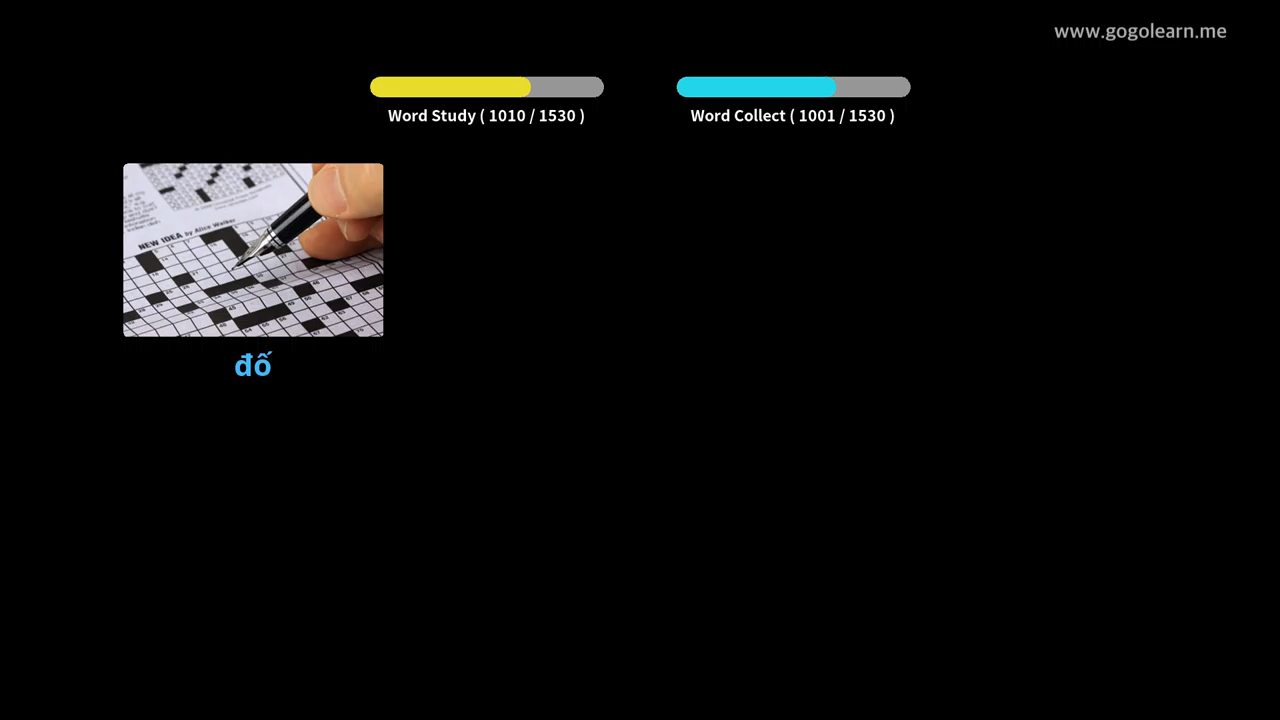 www.gogolearn.me
Word Study ( 1010 / 1530 )
Word Collect ( 1001 / 1530 )
NEW IDEA by Alice Walker
đố